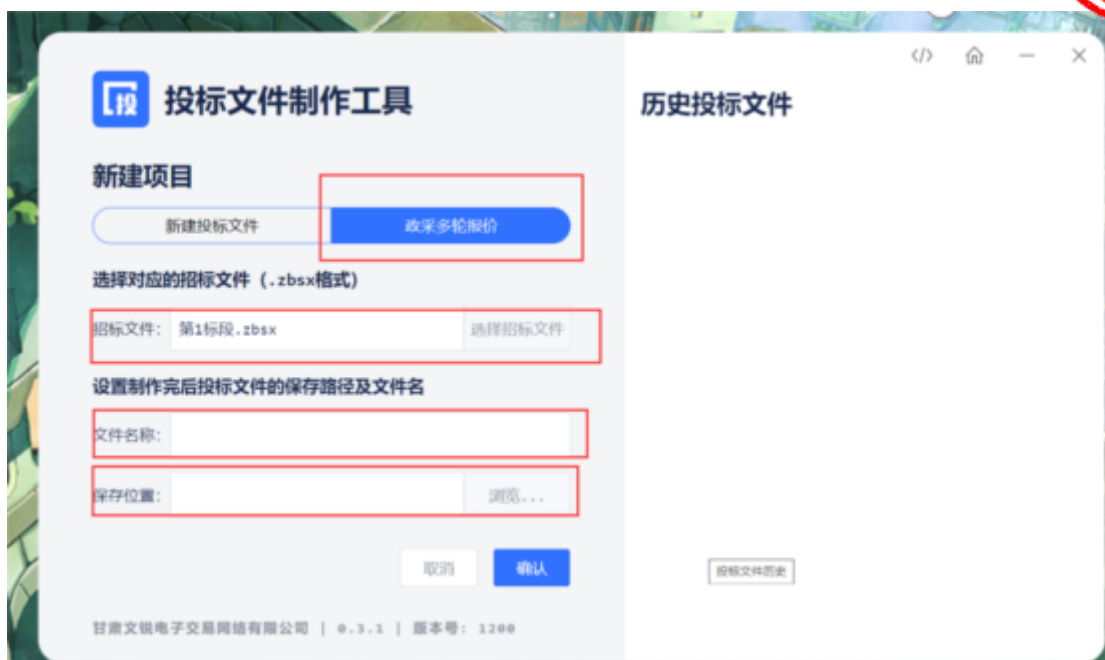 投标文件制作工具
新建项目
新建投标文件 政采多轮报价
选择对应的招标文件（.zbsx格式）
招标文件: 第1标段.zbsx 选择招标文件
设置制作完后投标文件的保存路径及文件名
文件名称:
保存位置: 浏览...
取消 确认
甘肃文锐电子交易网络有限公司 | 0.3.1 | 版本号: 1200
历史投标文件
投标文件历史